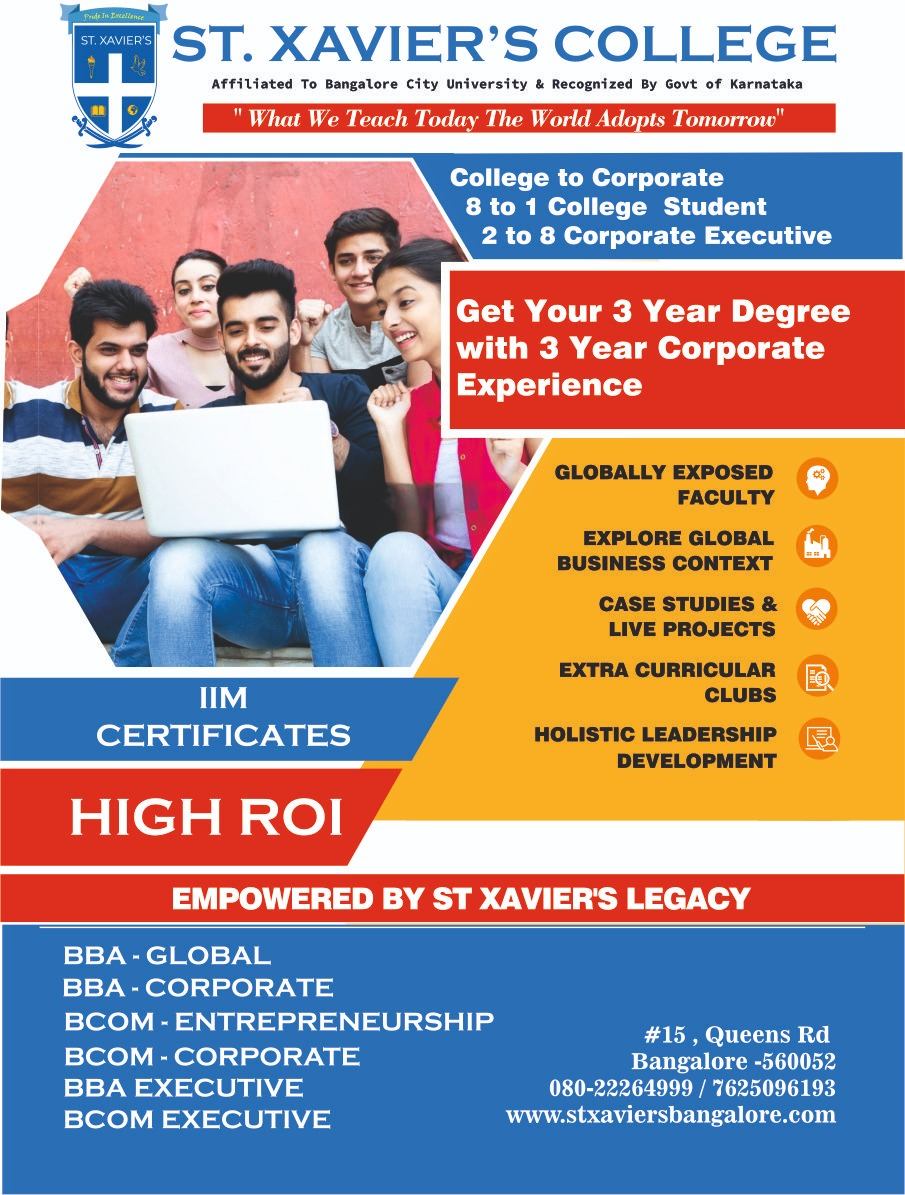 Pride In Excellence
ST. XAVIER'S
ST. XAVIER'S COLLEGE
Affiliated To Bangalore City University & Recognized By Govt of Karnataka
" What We Teach Today The World Adopts Tomorrow"
College to Corporate
8 to 1 College Student
2 to 8 Corporate Executive
Get Your 3 Year Degree
with 3 Year Corporate
Experience
GLOBALLY EXPOSED
FACULTY
EXPLORE GLOBAL
BUSINESS CONTEXT
CASE STUDIES &
LIVE PROJECTS
EXTRA CURRICULAR
CLUBS
HOLISTIC LEADERSHIP
DEVELOPMENT
IIM
CERTIFICATES
HIGH ROI
EMPOWERED BY ST XAVIER'S LEGACY
BBA - GLOBAL
BBA - CORPORATE
BCOM - ENTREPRENEURSHIP
BCOM - CORPORATE
BBA EXECUTIVE
BCOM EXECUTIVE
#15 , Queens Rd
Bangalore -560052
080-22264999 / 7625096193
www.stxaviersbangalore.com